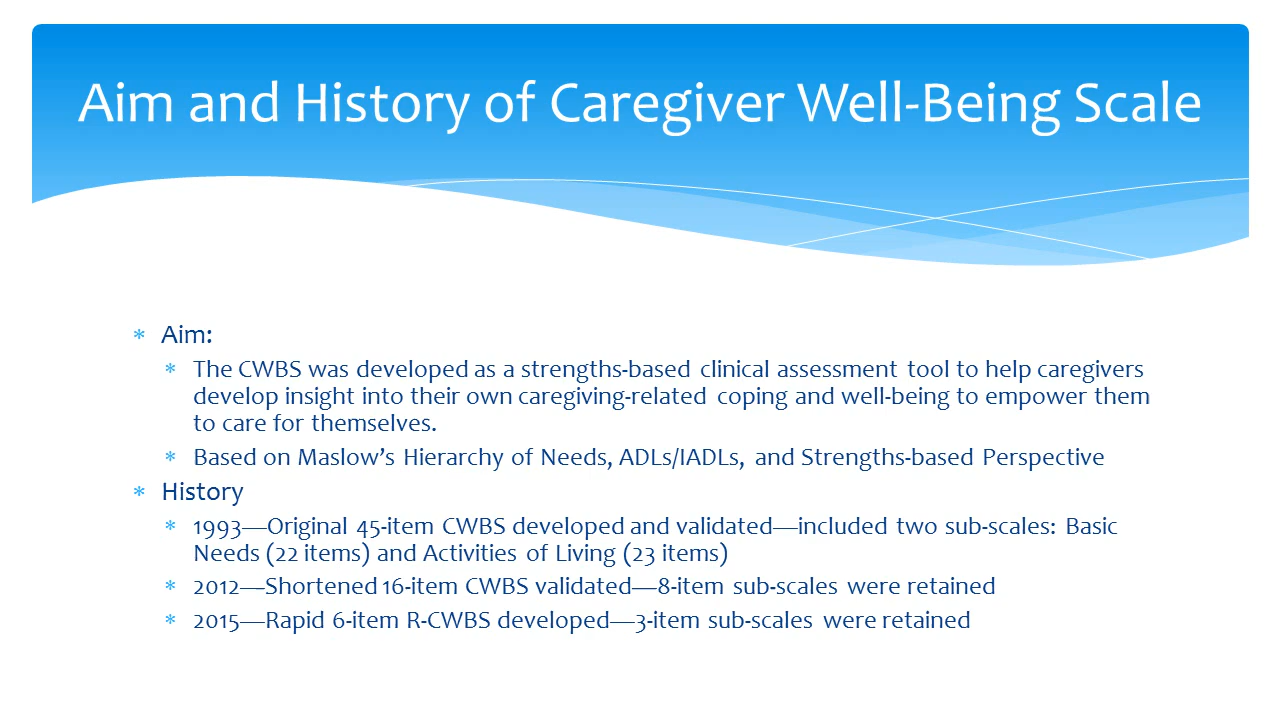 Aim and History of Caregiver Well-Being Scale
* Aim:
* The CWBS was developed as a strengths-based clinical assessment tool to help caregivers
develop insight into their own caregiving-related coping and well-being to empower them
to care for themselves.
* Based on Maslow’s Hierarchy of Needs, ADLs/IADLs, and Strengths-based Perspective
* History
* 1993—Original 45-item CWBS developed and validated—included two sub-scales: Basic
Needs (22 items) and Activities of Living (23 items)
* 2012—Shortened 16-item CWBS validated—8-item sub-scales were retained
* 2015—Rapid 6-item R-CWBS developed—3-item sub-scales were retained